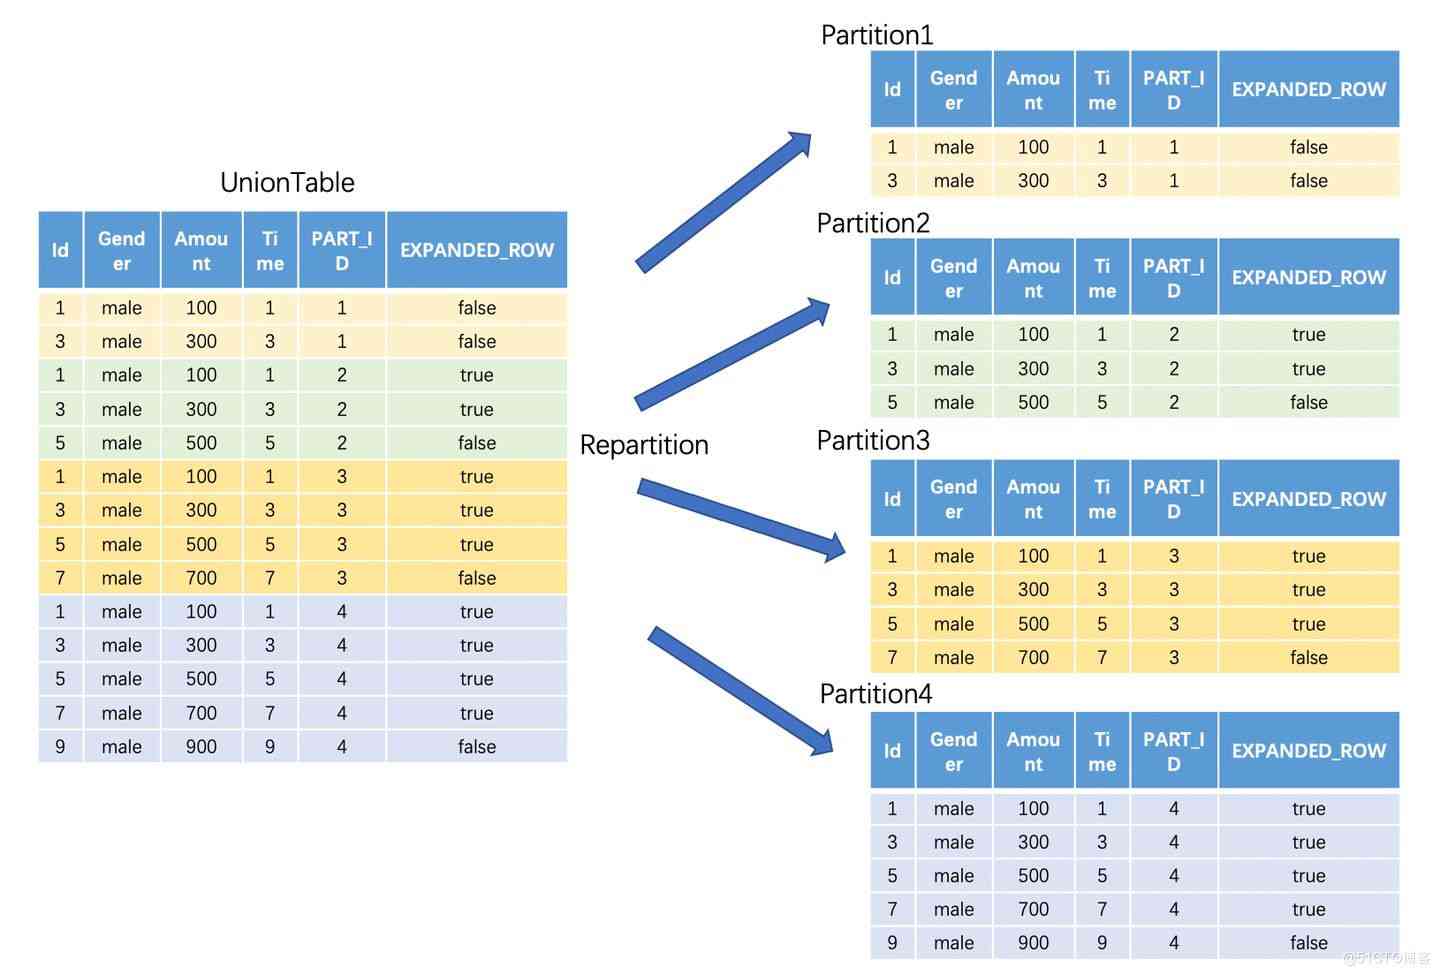 UnionTable
Id Gender Amount Time PART_ID EXPANDED_ROW
1 male 100 1 1 false
3 male 300 3 1 false
1 male 100 1 2 true
3 male 300 3 2 true
5 male 500 5 2 false
1 male 100 1 3 true
3 male 300 3 3 true
5 male 500 5 3 true
7 male 700 7 3 false
1 male 100 1 4 true
3 male 300 3 4 true
5 male 500 5 4 true
7 male 700 7 4 true
9 male 900 9 4 false
Repartition
Partition1
Id Gender Amount Time PART_ID EXPANDED_ROW
1 male 100 1 1 false
3 male 300 3 1 false
Partition2
Id Gender Amount Time PART_ID EXPANDED_ROW
1 male 100 1 2 true
3 male 300 3 2 true
5 male 500 5 2 false
Partition3
Id Gender Amount Time PART_ID EXPANDED_ROW
1 male 100 1 3 true
3 male 300 3 3 true
5 male 500 5 3 true
7 male 700 7 3 false
Partition4
Id Gender Amount Time PART_ID EXPANDED_ROW
1 male 100 1 4 true
3 male 300 3 4 true
5 male 500 5 4 true
7 male 700 7 4 true
9 male 900 9 4 false
@51CTO博客